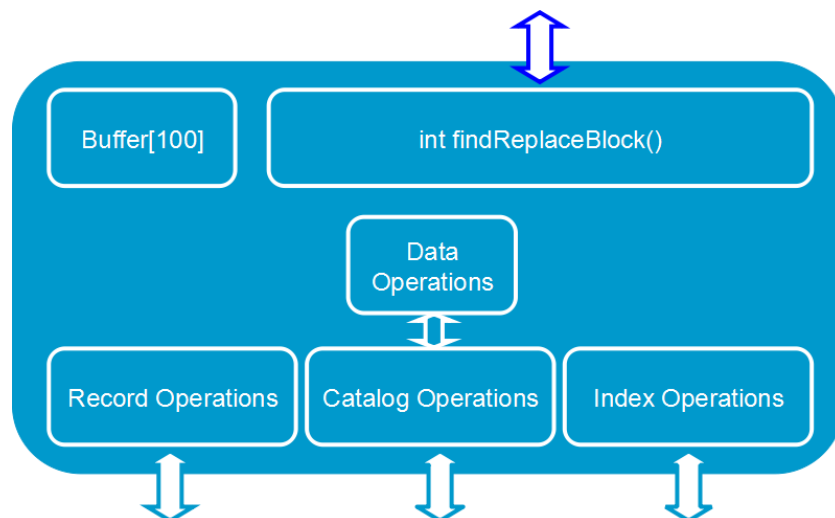 Buffer[100]
int findReplaceBlock()
Data
Operations
Record Operations
Catalog Operations
Index Operations